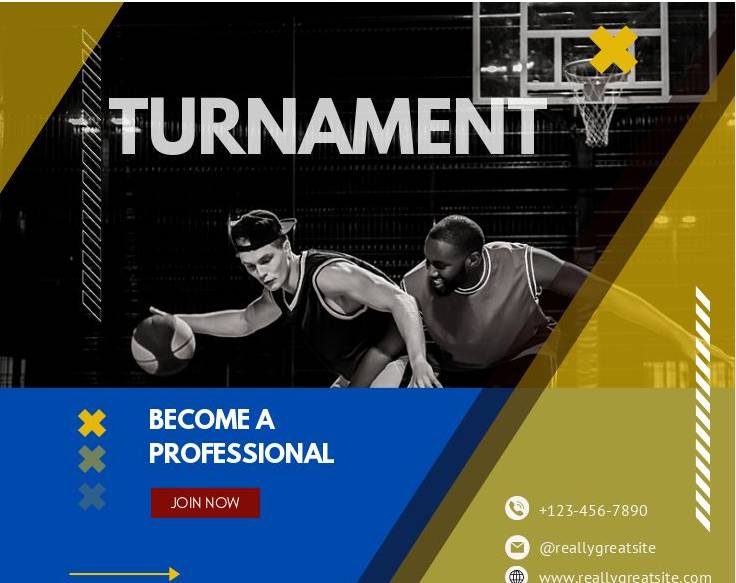 TURNAMENT
BECOME A
PROFESSIONAL
JOIN NOW
+123-456-7890
@reallygreatsite
www.reallygreatsite.com